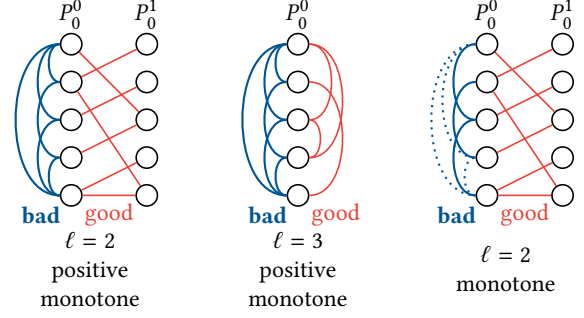 P_0^0 P_0^1
bad good
ℓ = 2
positive
monotone
P_0^0
bad good
ℓ = 3
positive
monotone
P_0^0 P_0^1
bad good
ℓ = 2
monotone